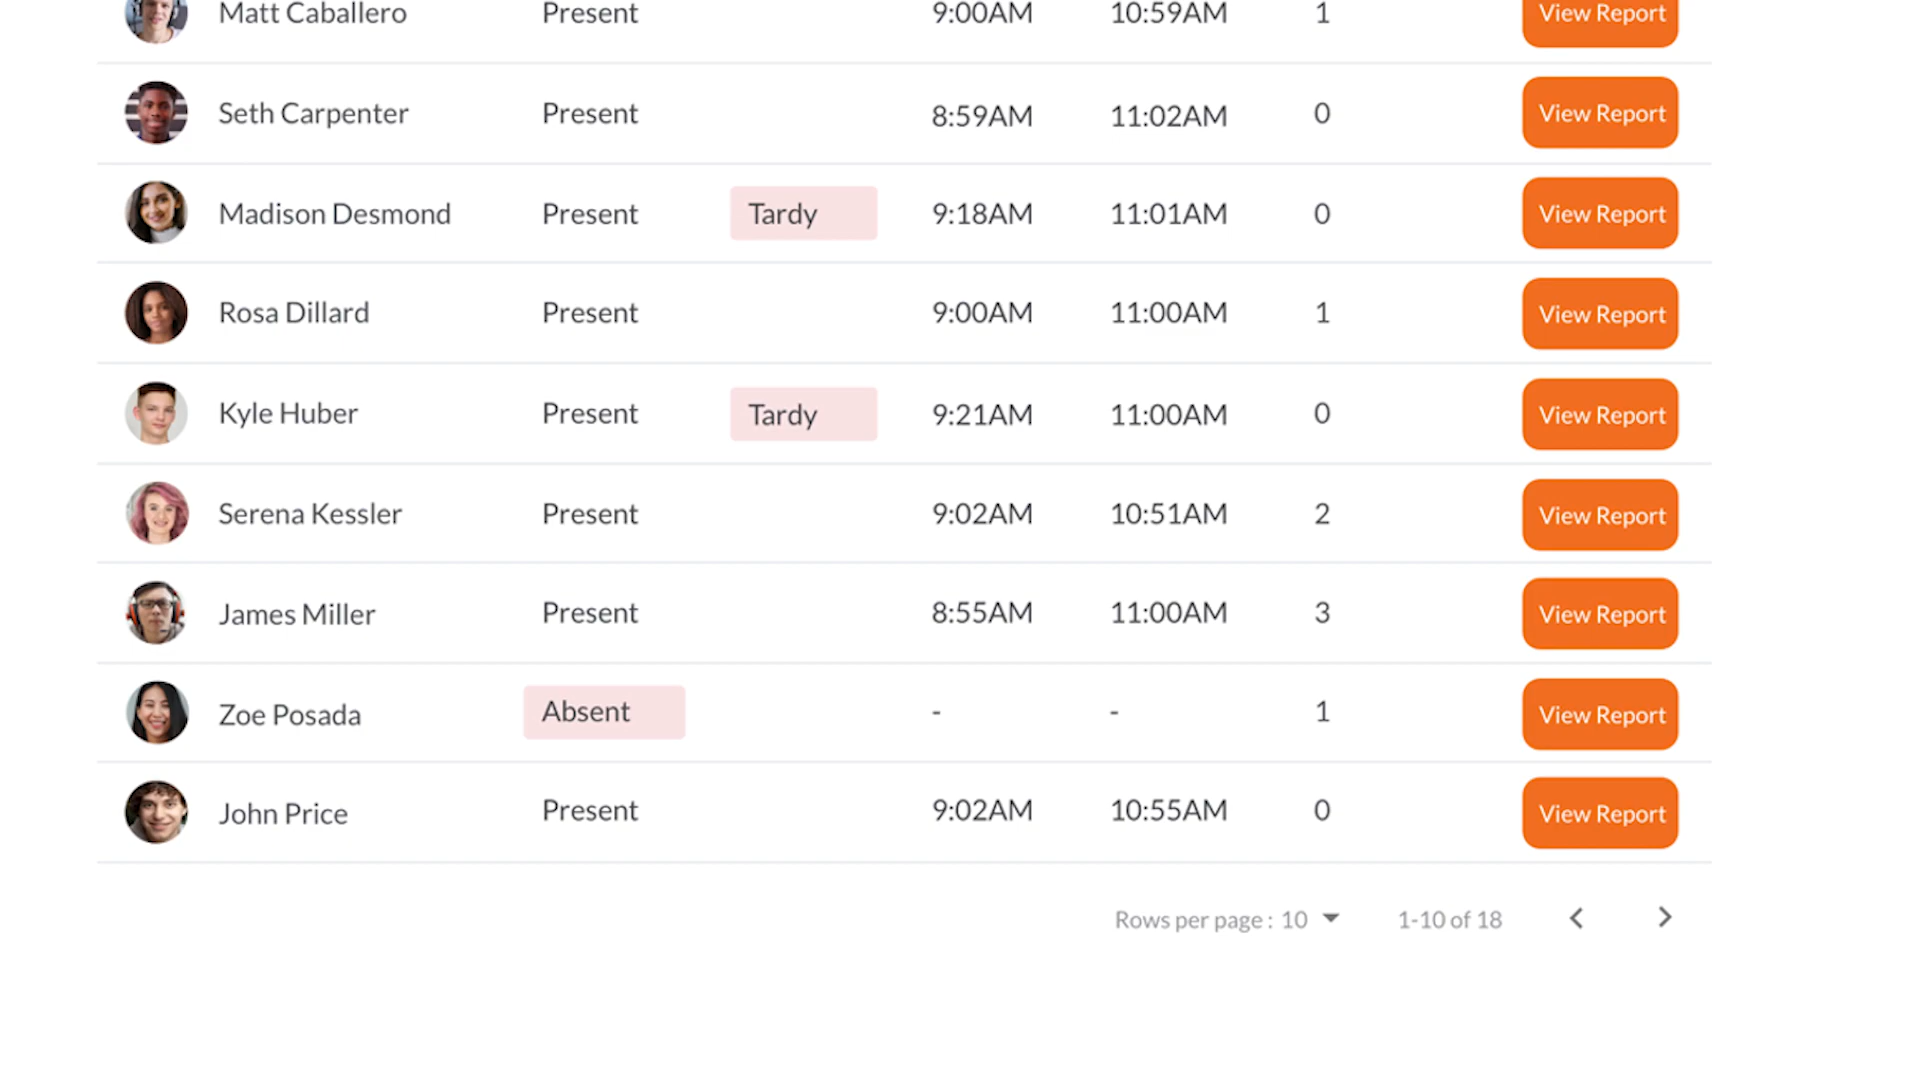 Matt Caballero Present 9:00AM 10:59AM 1 View Report
Seth Carpenter Present 8:59AM 11:02AM 0 View Report
Madison Desmond Present Tardy 9:18AM 11:01AM 0 View Report
Rosa Dillard Present 9:00AM 11:00AM 1 View Report
Kyle Huber Present Tardy 9:21AM 11:00AM 0 View Report
Serena Kessler Present 9:02AM 10:51AM 2 View Report
James Miller Present 8:55AM 11:00AM 3 View Report
Zoe Posada Absent - - 1 View Report
John Price Present 9:02AM 10:55AM 0 View Report
Rows per page : 10 1-10 of 18